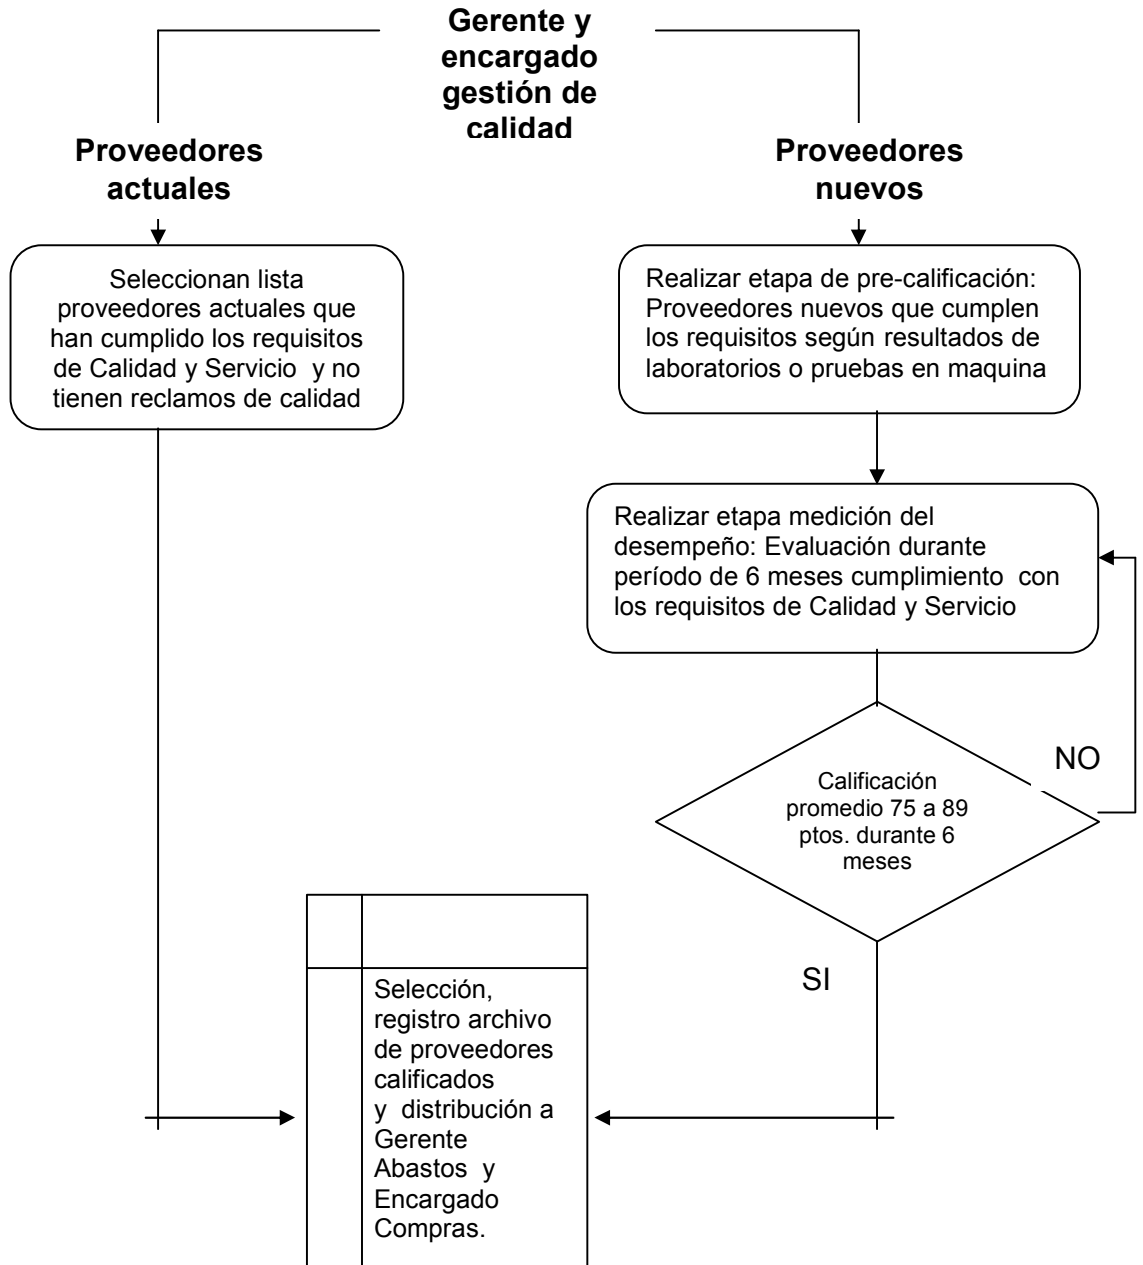 Gerente y
encargado
gestión de
calidad
Proveedores
actuales
Proveedores
nuevos
Seleccionan lista
proveedores actuales que
han cumplido los requisitos
de Calidad y Servicio y no
tienen reclamos de calidad
Realizar etapa de pre-calificación:
Proveedores nuevos que cumplen
los requisitos según resultados de
laboratorios o pruebas en maquina
Realizar etapa medición del
desempeño: Evaluación durante
período de 6 meses cumplimiento con
los requisitos de Calidad y Servicio
NO
Calificación
promedio 75 a 89
ptos. durante 6
meses
SI
Selección,
registro archivo
de proveedores
calificados
y distribución a
Gerente
Abastos y
Encargado
Compras.